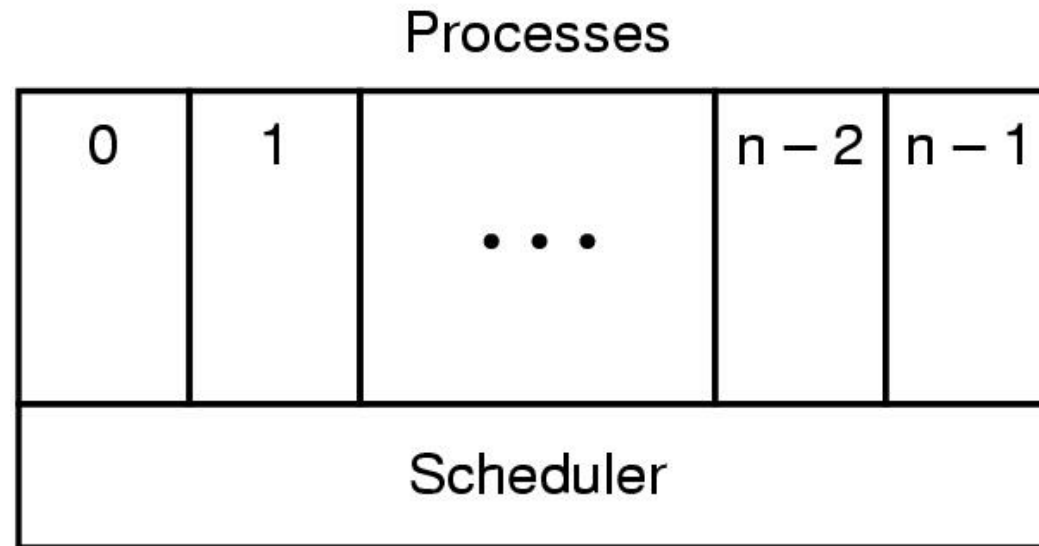 Processes
0 1 • • • n – 2 n – 1
Scheduler